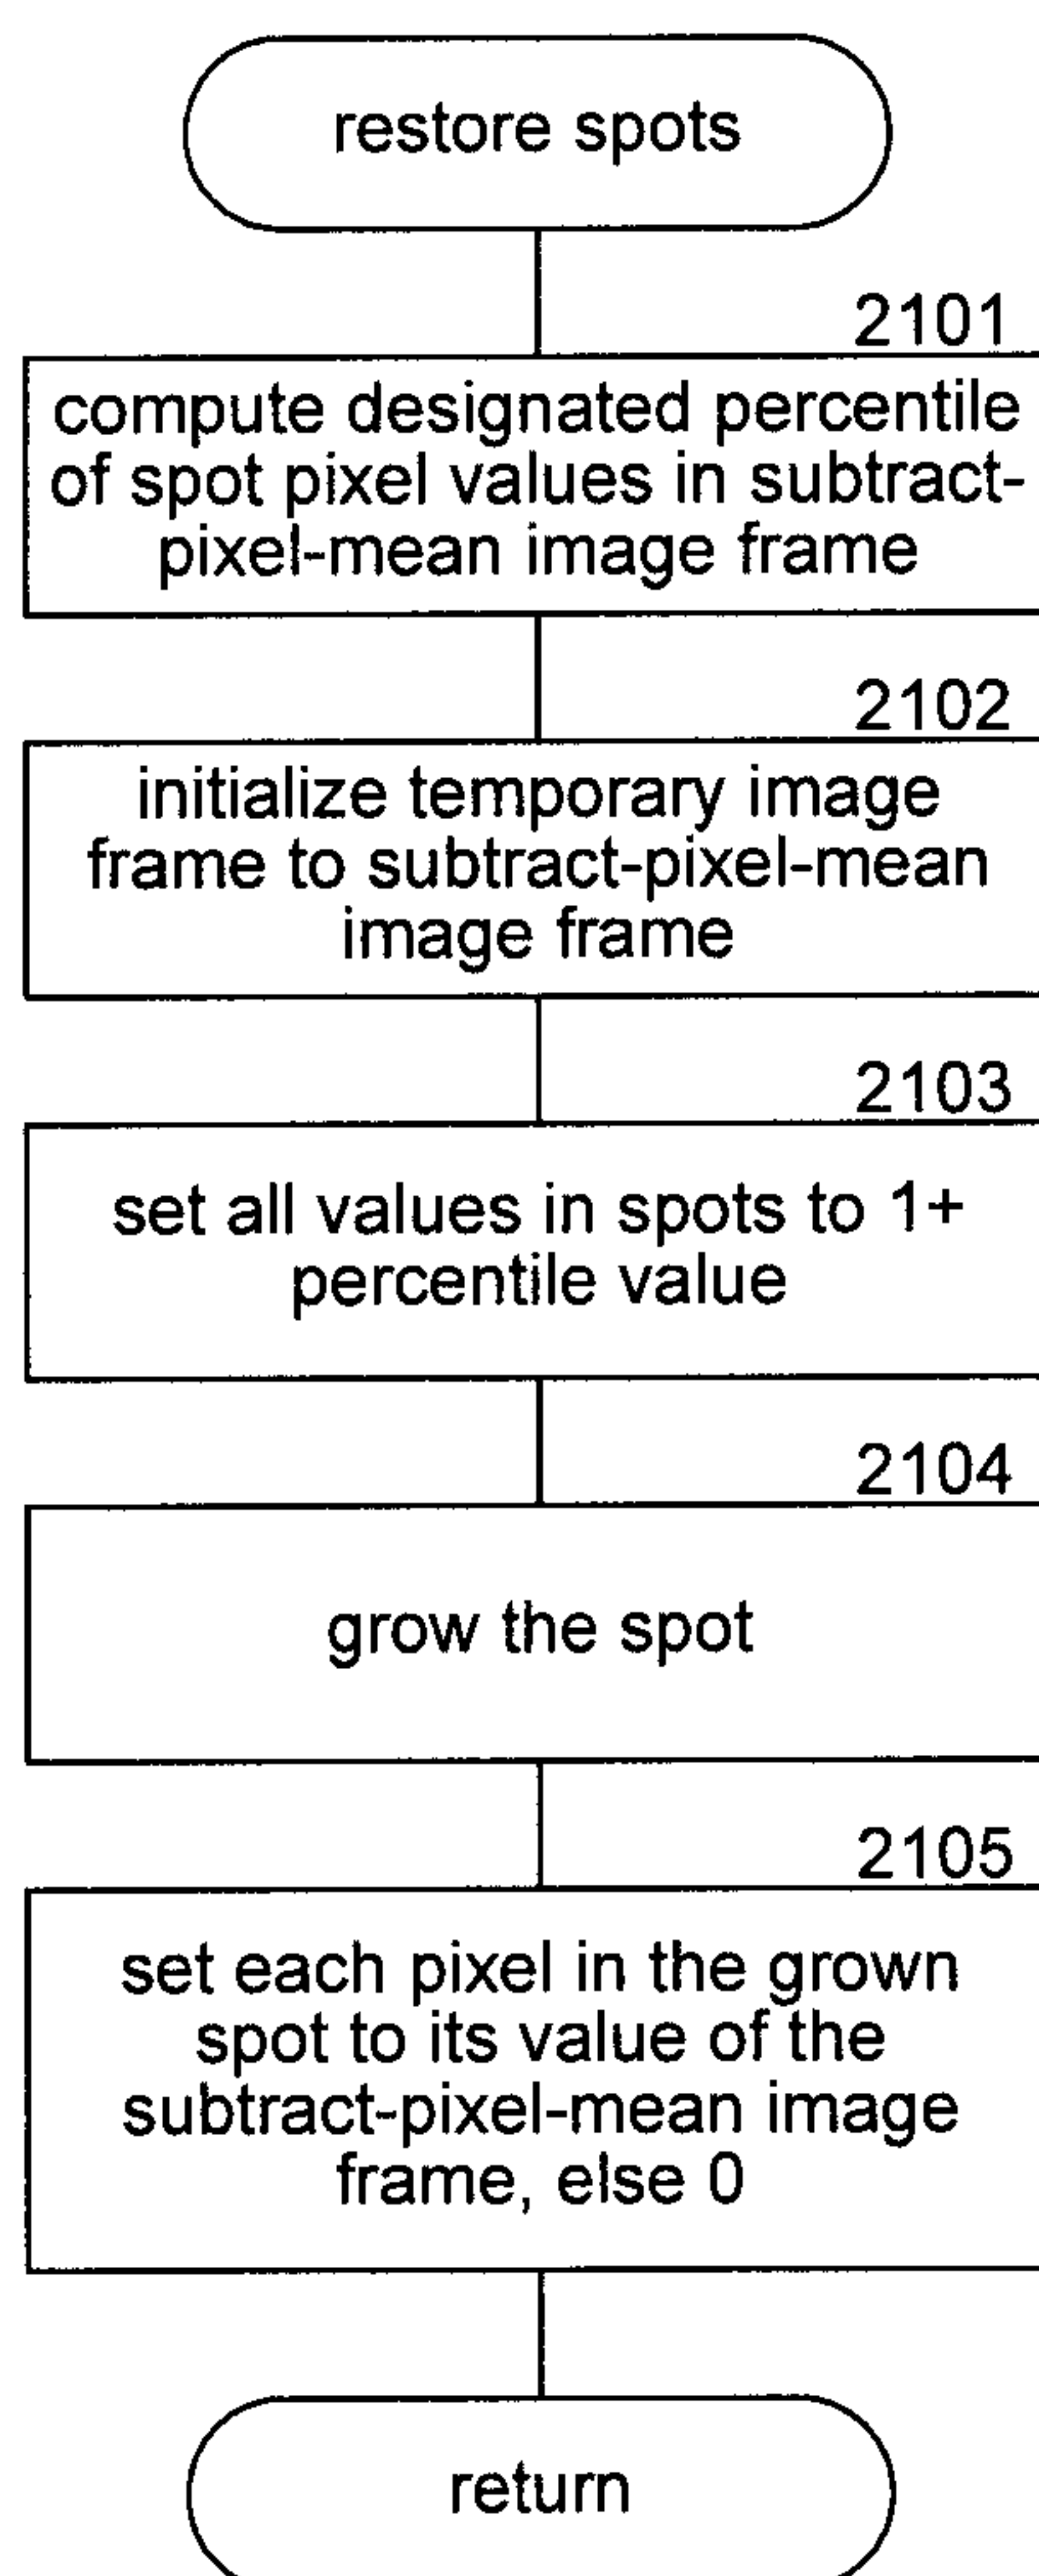 restore spots
2101
compute designated percentile
of spot pixel values in subtract-
pixel-mean image frame
2102
initialize temporary image
frame to subtract-pixel-mean
image frame
2103
set all values in spots to 1+
percentile value
2104
grow the spot
2105
set each pixel in the grown
spot to its value of the
subtract-pixel-mean image
frame, else 0
return